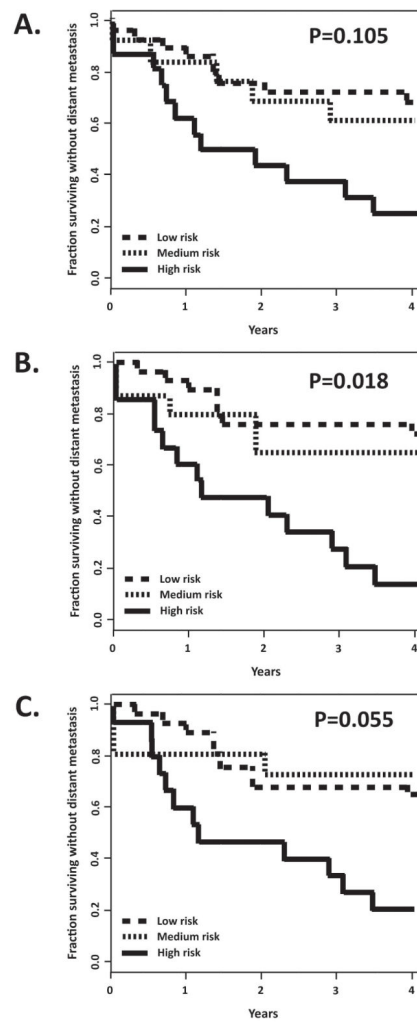 A.
P=0.105
Fraction surviving without distant metastasis
1.0
0.8
0.6
0.4
0.2
0.0
Low risk
Medium risk
High risk
0 1 2 3 4
Years
B.
P=0.018
Fraction surviving without distant metastasis
1.0
0.8
0.6
0.4
0.2
0.0
Low risk
Medium risk
High risk
0 1 2 3 4
Years
C.
P=0.055
Fraction surviving without distant metastasis
1.0
0.8
0.6
0.4
0.2
0.0
Low risk
Medium risk
High risk
0 1 2 3 4
Years